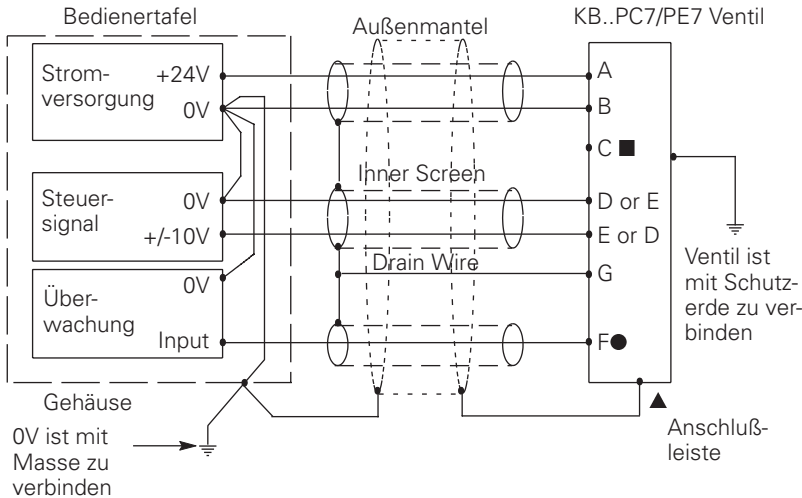 Bedienertafel
Außenmantel
KB..PC7/PE7 Ventil
Strom-
versorgung
+24V
0V
A
B
C ■
Inner Screen
Steuer-
signal
0V
+/-10V
D or E
E or D
Drain Wire
G
Über-
wachung
0V
Input
F●
Ventil ist
mit Schutz-
erde zu ver-
binden
Gehäuse
0V ist mit
Masse zu
verbinden
▲
Anschluß-
leiste